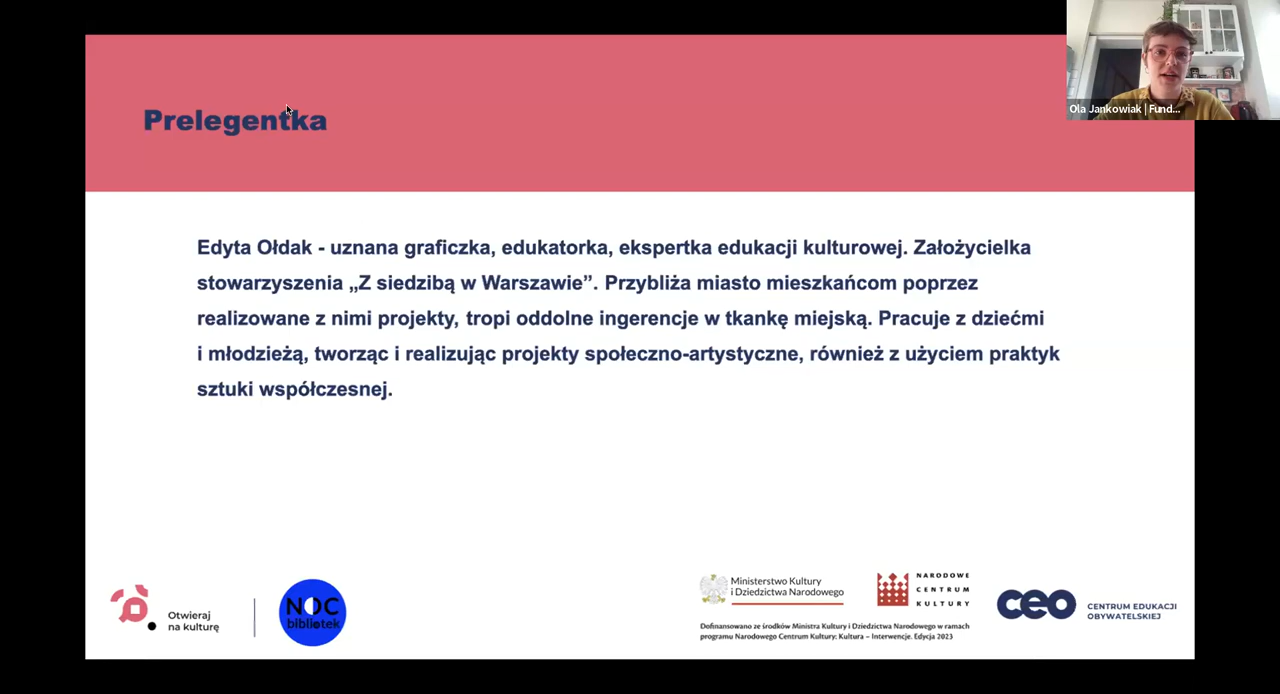 Prelegentka
Ola Jankowiak | Fund...
Edyta Ołdak - uznana graficzka, edukatorka, ekspertka edukacji kulturowej. Założycielka
stowarzyszenia „Z siedzibą w Warszawie”. Przybliża miasto mieszkańcom poprzez
realizowane z nimi projekty, tropi oddolne ingerencje w tkankę miejską. Pracuje z dziećmi
i młodzieżą, tworząc i realizując projekty społeczno-artystyczne, również z użyciem praktyk
sztuki współczesnej.
Otwieraj
na kulturę
NOC
bibliotek
Ministerstwo Kultury
i Dziedzictwa Narodowego
NARODOWE
CENTRUM
KULTURY
Dofinansowano ze środków Ministra Kultury i Dziedzictwa Narodowego w ramach
programu Narodowego Centrum Kultury: Kultura – Interwencje. Edycja 2023
ceo
CENTRUM EDUKACJI
OBYWATELSKIEJ